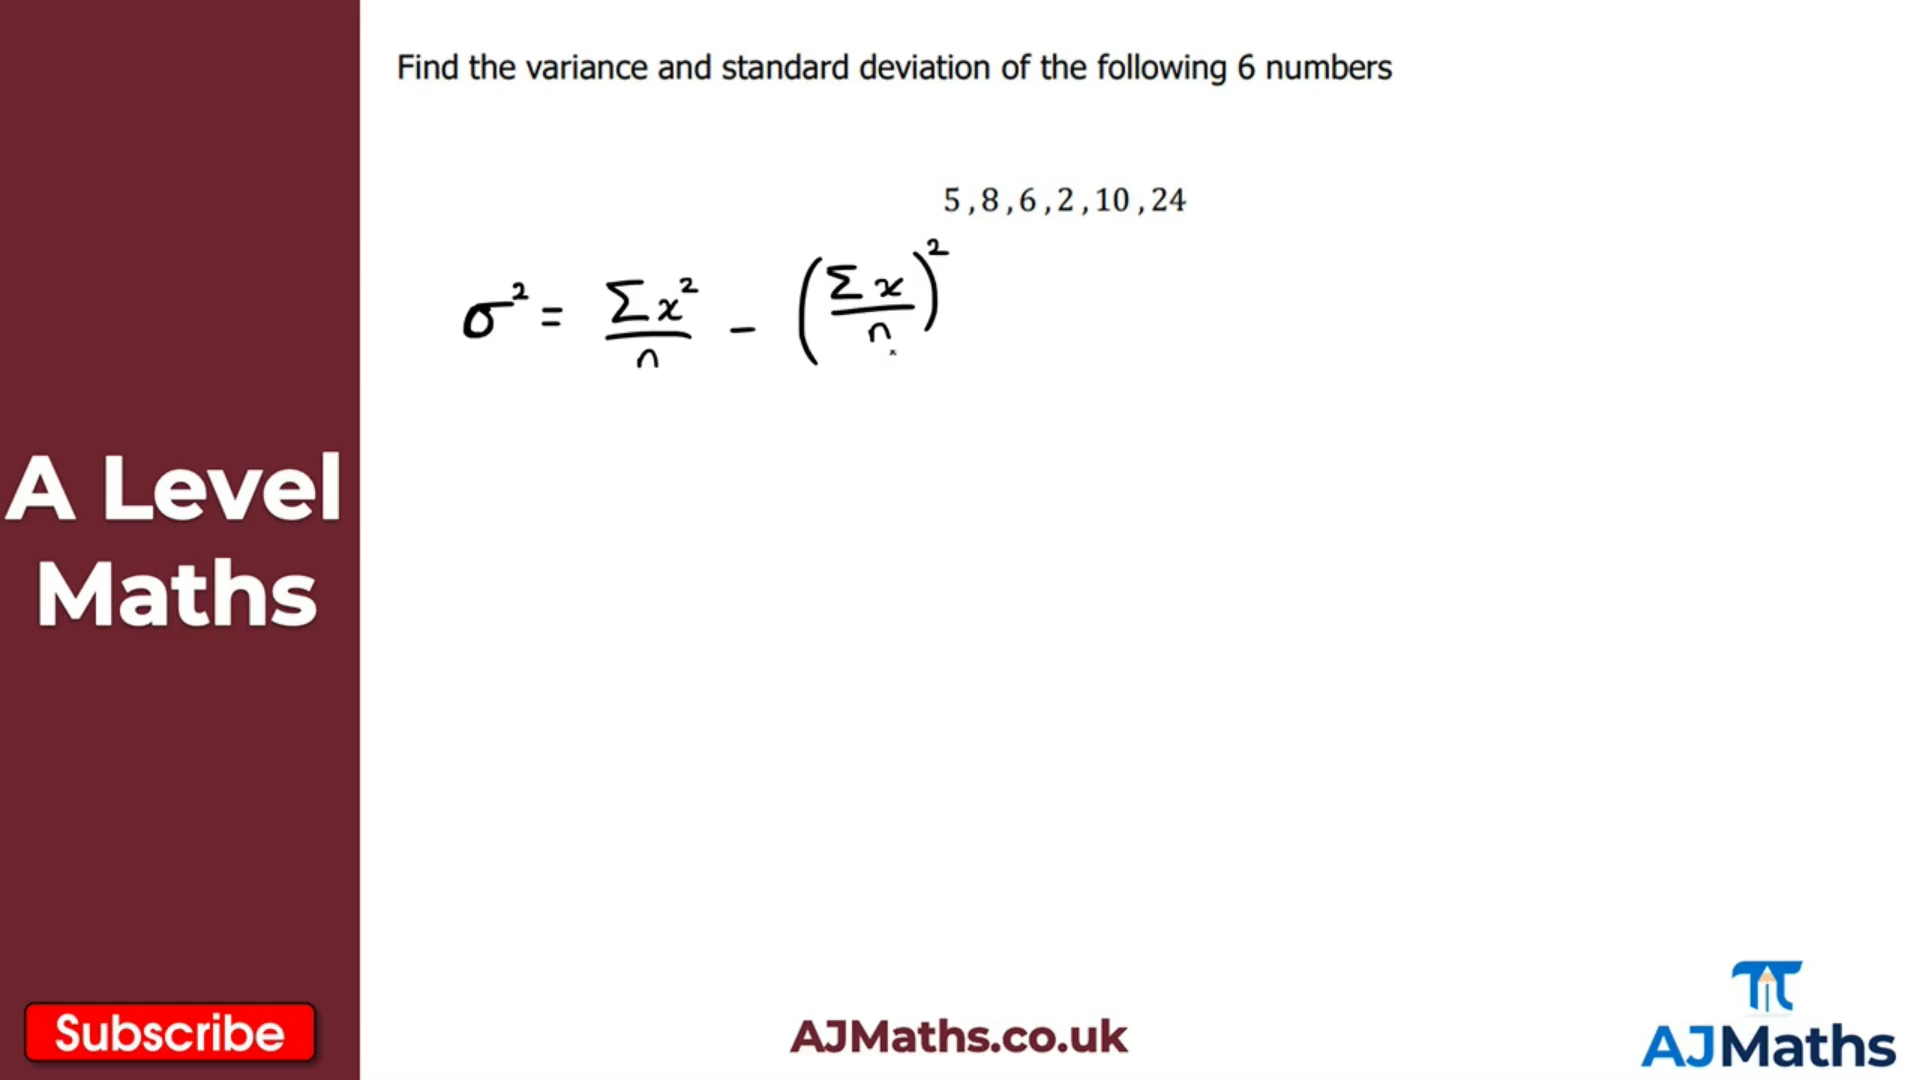 Find the variance and standard deviation of the following 6 numbers
5 , 8 , 6 , 2 , 10 , 24
σ² = Σx²/n - (Σx/n)²
A Level
Maths
Subscribe
AJMaths.co.uk
AJMaths